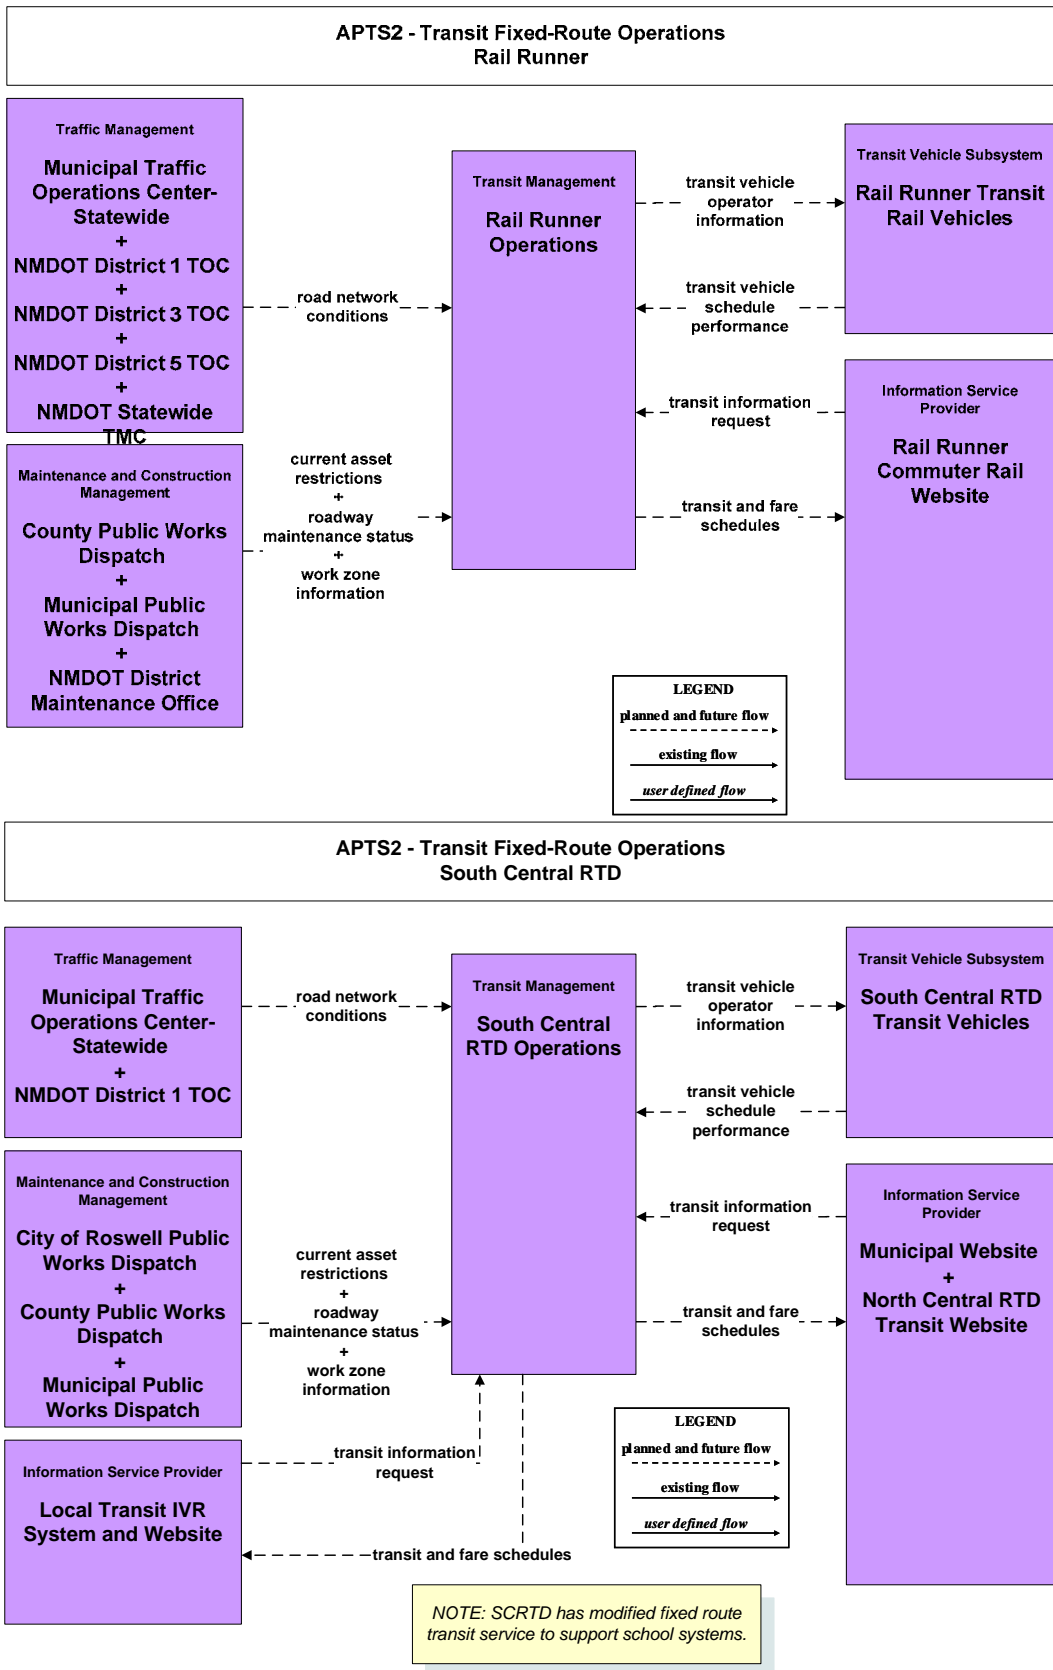 APTS2 - Transit Fixed-Route Operations
Rail Runner
Traffic Management
Municipal Traffic
Operations Center-
Statewide
+
NMDOT District 1 TOC
+
NMDOT District 3 TOC
+
NMDOT District 5 TOC
+
NMDOT Statewide
TMC
road network
conditions
Maintenance and Construction
Management
County Public Works
Dispatch
+
Municipal Public
Works Dispatch
+
NMDOT District
Maintenance Office
current asset
restrictions
+
roadway
maintenance status
+
work zone
information
Transit Management
Rail Runner
Operations
transit vehicle
operator
information
transit vehicle
schedule
performance
transit information
request
transit and fare
schedules
Transit Vehicle Subsystem
Rail Runner Transit
Rail Vehicles
Information Service
Provider
Rail Runner
Commuter Rail
Website
LEGEND
planned and future flow
existing flow
user defined flow
APTS2 - Transit Fixed-Route Operations
South Central RTD
Traffic Management
Municipal Traffic
Operations Center-
Statewide
+
NMDOT District 1 TOC
road network
conditions
Maintenance and Construction
Management
City of Roswell Public
Works Dispatch
+
County Public Works
Dispatch
+
Municipal Public
Works Dispatch
current asset
restrictions
+
roadway
maintenance status
+
work zone
information
Information Service Provider
Local Transit IVR
System and Website
transit information
request
transit and fare schedules
Transit Management
South Central
RTD Operations
transit vehicle
operator
information
transit vehicle
schedule
performance
transit information
request
transit and fare
schedules
Transit Vehicle Subsystem
South Central RTD
Transit Vehicles
Information Service
Provider
Municipal Website
+
North Central RTD
Transit Website
LEGEND
planned and future flow
existing flow
user defined flow
NOTE: SCRTD has modified fixed route
transit service to support school systems.